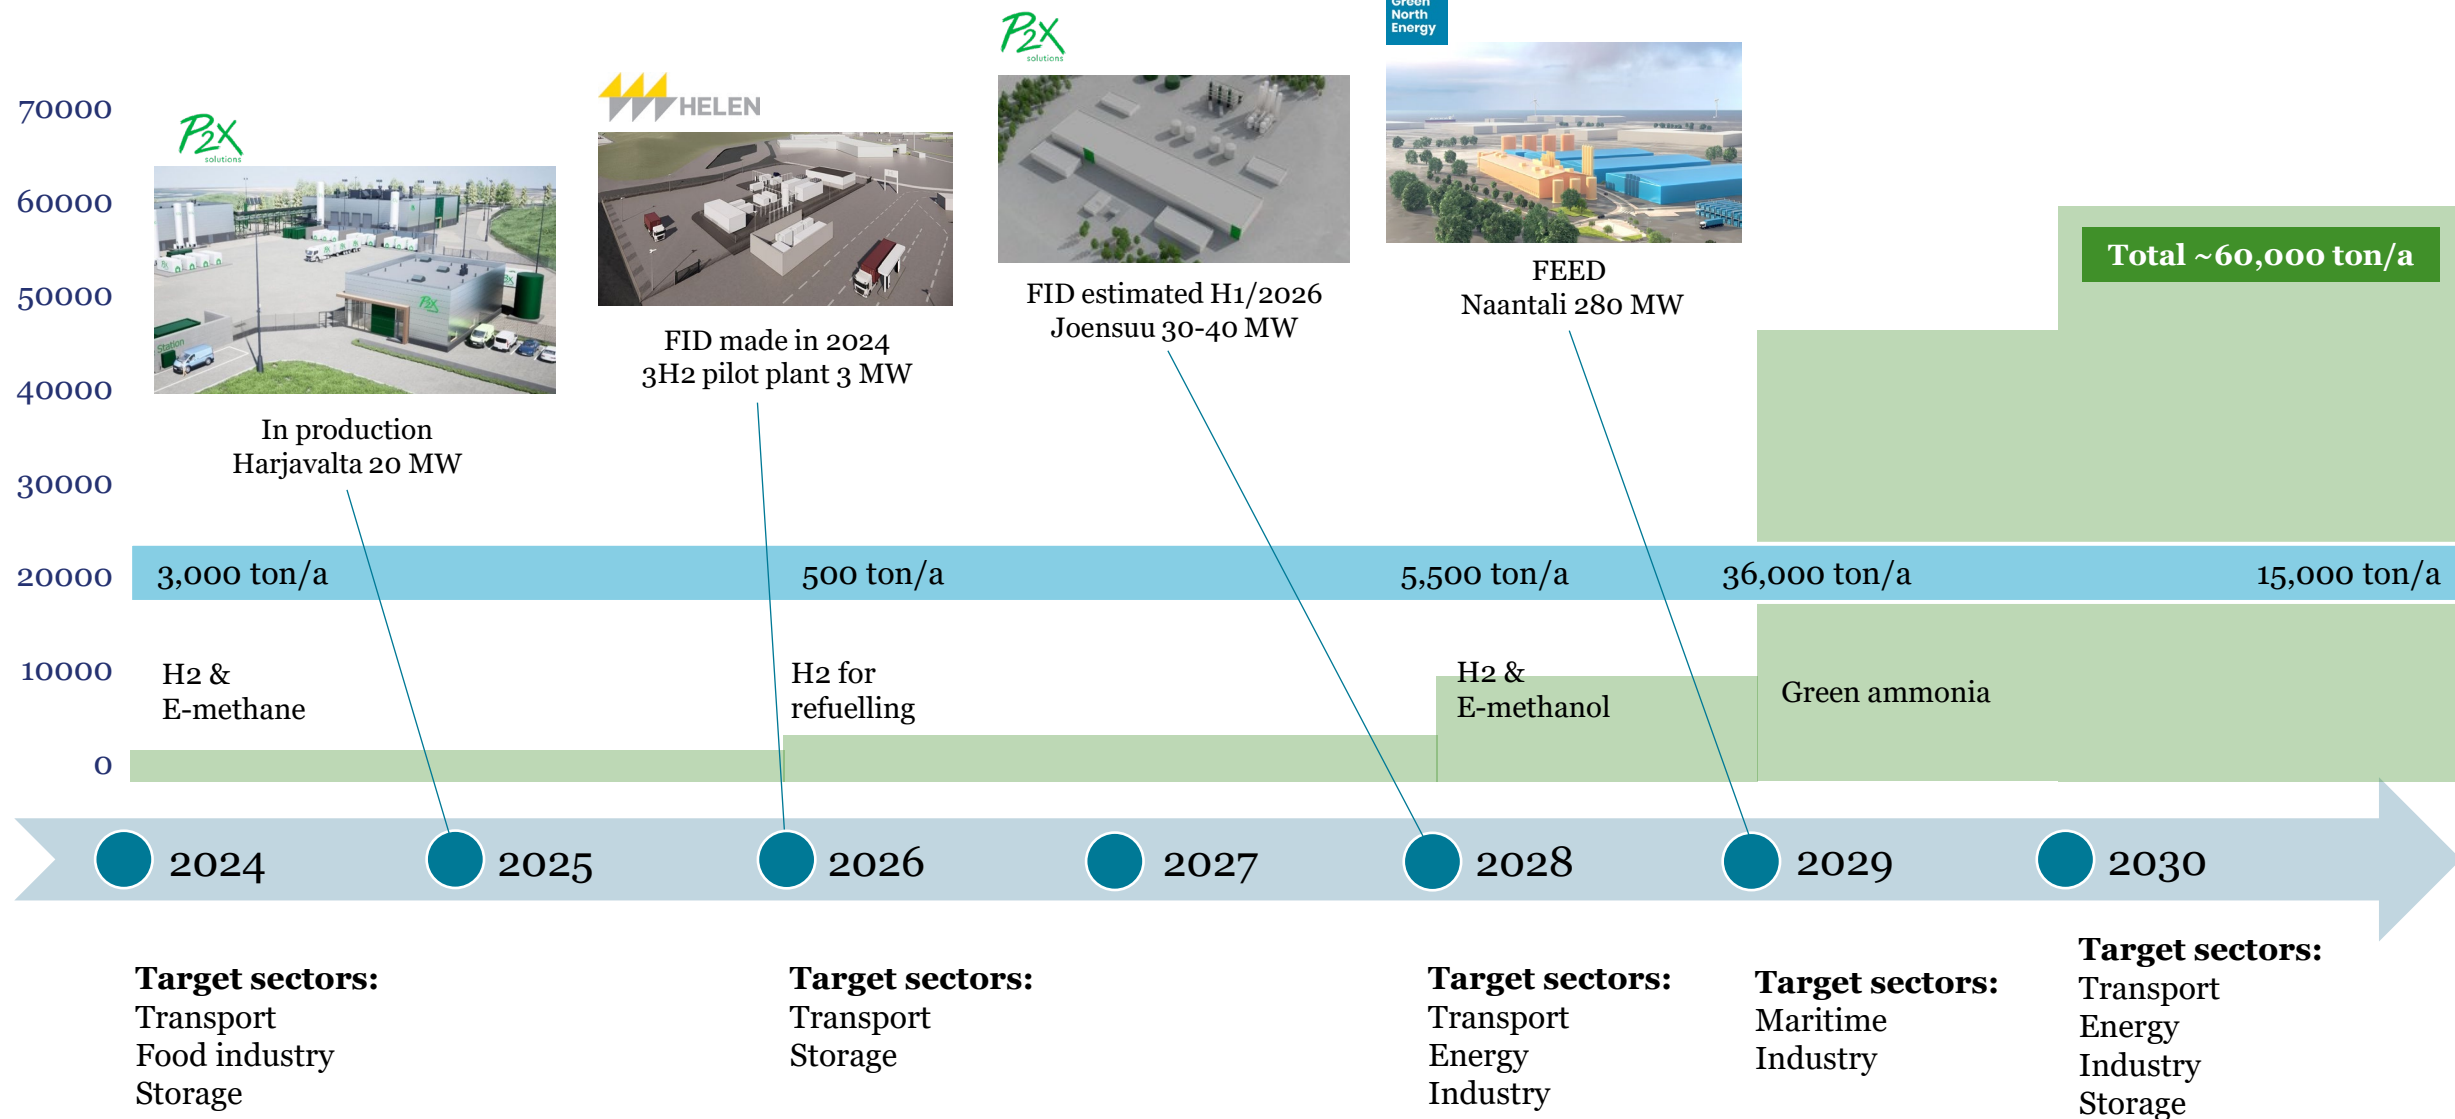 Green
North
Energy
P2X
solutions
HELEN
P2X
solutions
70000
60000
50000
40000
30000
20000
10000
0
P2X
Station
In production
Harjavalta 20 MW
FID made in 2024
3H2 pilot plant 3 MW
FID estimated H1/2026
Joensuu 30-40 MW
FEED
Naantali 280 MW
Total ~60,000 ton/a
3,000 ton/a
500 ton/a
5,500 ton/a
36,000 ton/a
15,000 ton/a
H2 &
E-methane
H2 for
refuelling
H2 &
E-methanol
Green ammonia
2024
2025
2026
2027
2028
2029
2030
Target sectors:
Transport
Food industry
Storage
Target sectors:
Transport
Storage
Target sectors:
Transport
Energy
Industry
Target sectors:
Maritime
Industry
Target sectors:
Transport
Energy
Industry
Storage